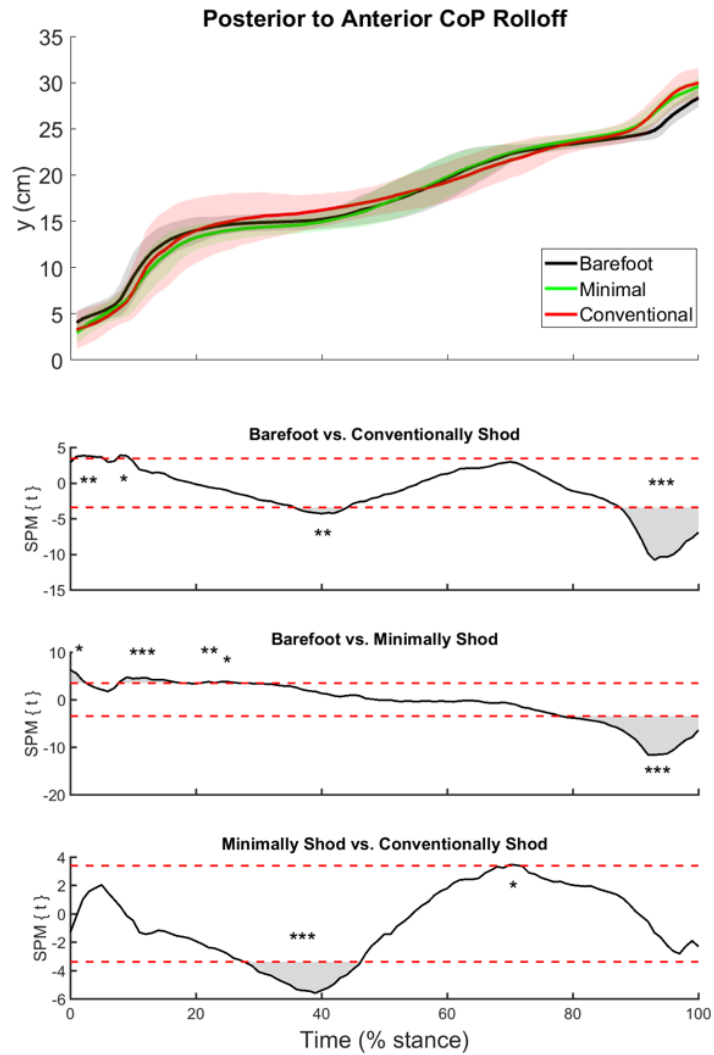 Posterior to Anterior CoP Rolloff
35
30
25
20
15
10
5
0
y (cm)
Barefoot
Minimal
Conventional
Barefoot vs. Conventionally Shod
5
0
-5
-10
-15
SPM { t }
** * ** ***
Barefoot vs. Minimally Shod
10
0
-10
-20
SPM { t }
* *** ** * ***
Minimally Shod vs. Conventionally Shod
4
2
0
-2
-4
-6
SPM { t }
*** *
0 20 40 60 80 100
Time (% stance)